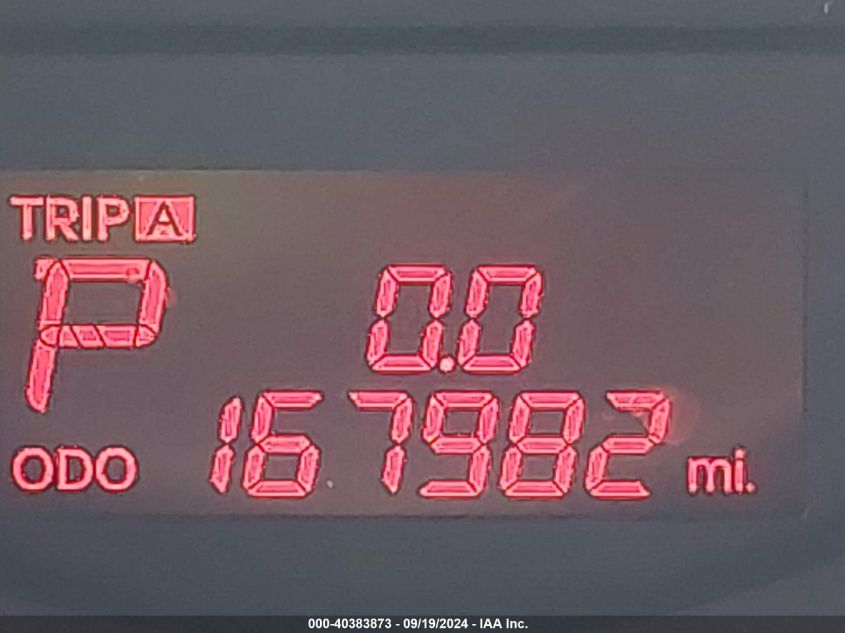 TRIP A
P 0.0
ODO 167982 mi.
000-40383873 - 09/19/2024 - IAA Inc.